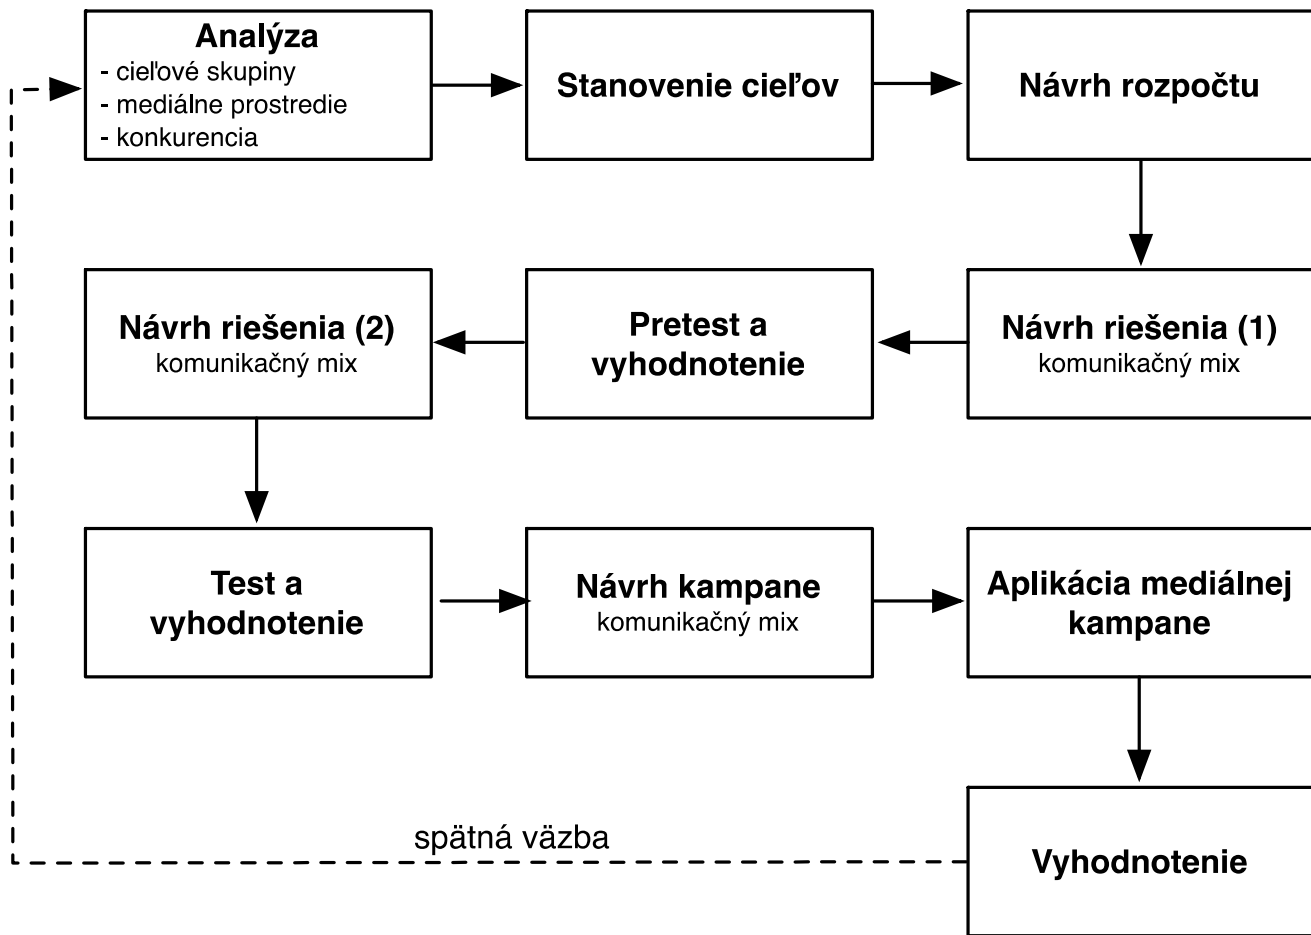 Analýza
- cieľové skupiny
- mediálne prostredie
- konkurencia
Stanovenie cieľov
Návrh rozpočtu
Návrh riešenia (2)
komunikačný mix
Pretest a
vyhodnotenie
Návrh riešenia (1)
komunikačný mix
Test a
vyhodnotenie
Návrh kampane
komunikačný mix
Aplikácia mediálnej
kampane
spätná väzba
Vyhodnotenie